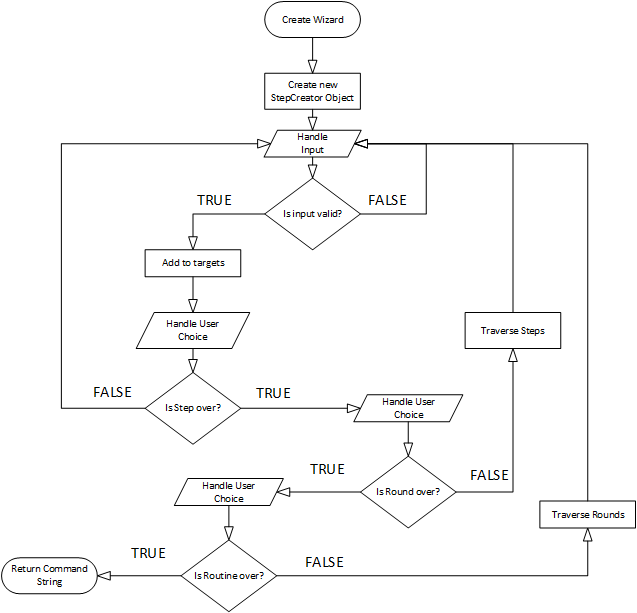 Create Wizard
Create new
StepCreator Object
Handle
Input
TRUE
FALSE
Is input valid?
Add to targets
Handle User
Choice
Traverse Steps
FALSE
TRUE
Is Step over?
Handle User
Choice
TRUE
FALSE
Handle User
Choice
Is Round over?
Traverse Rounds
TRUE
FALSE
Return Command
String
Is Routine over?